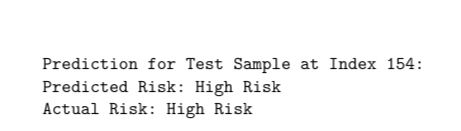 Prediction for Test Sample at Index 154:
Predicted Risk: High Risk
Actual Risk: High Risk